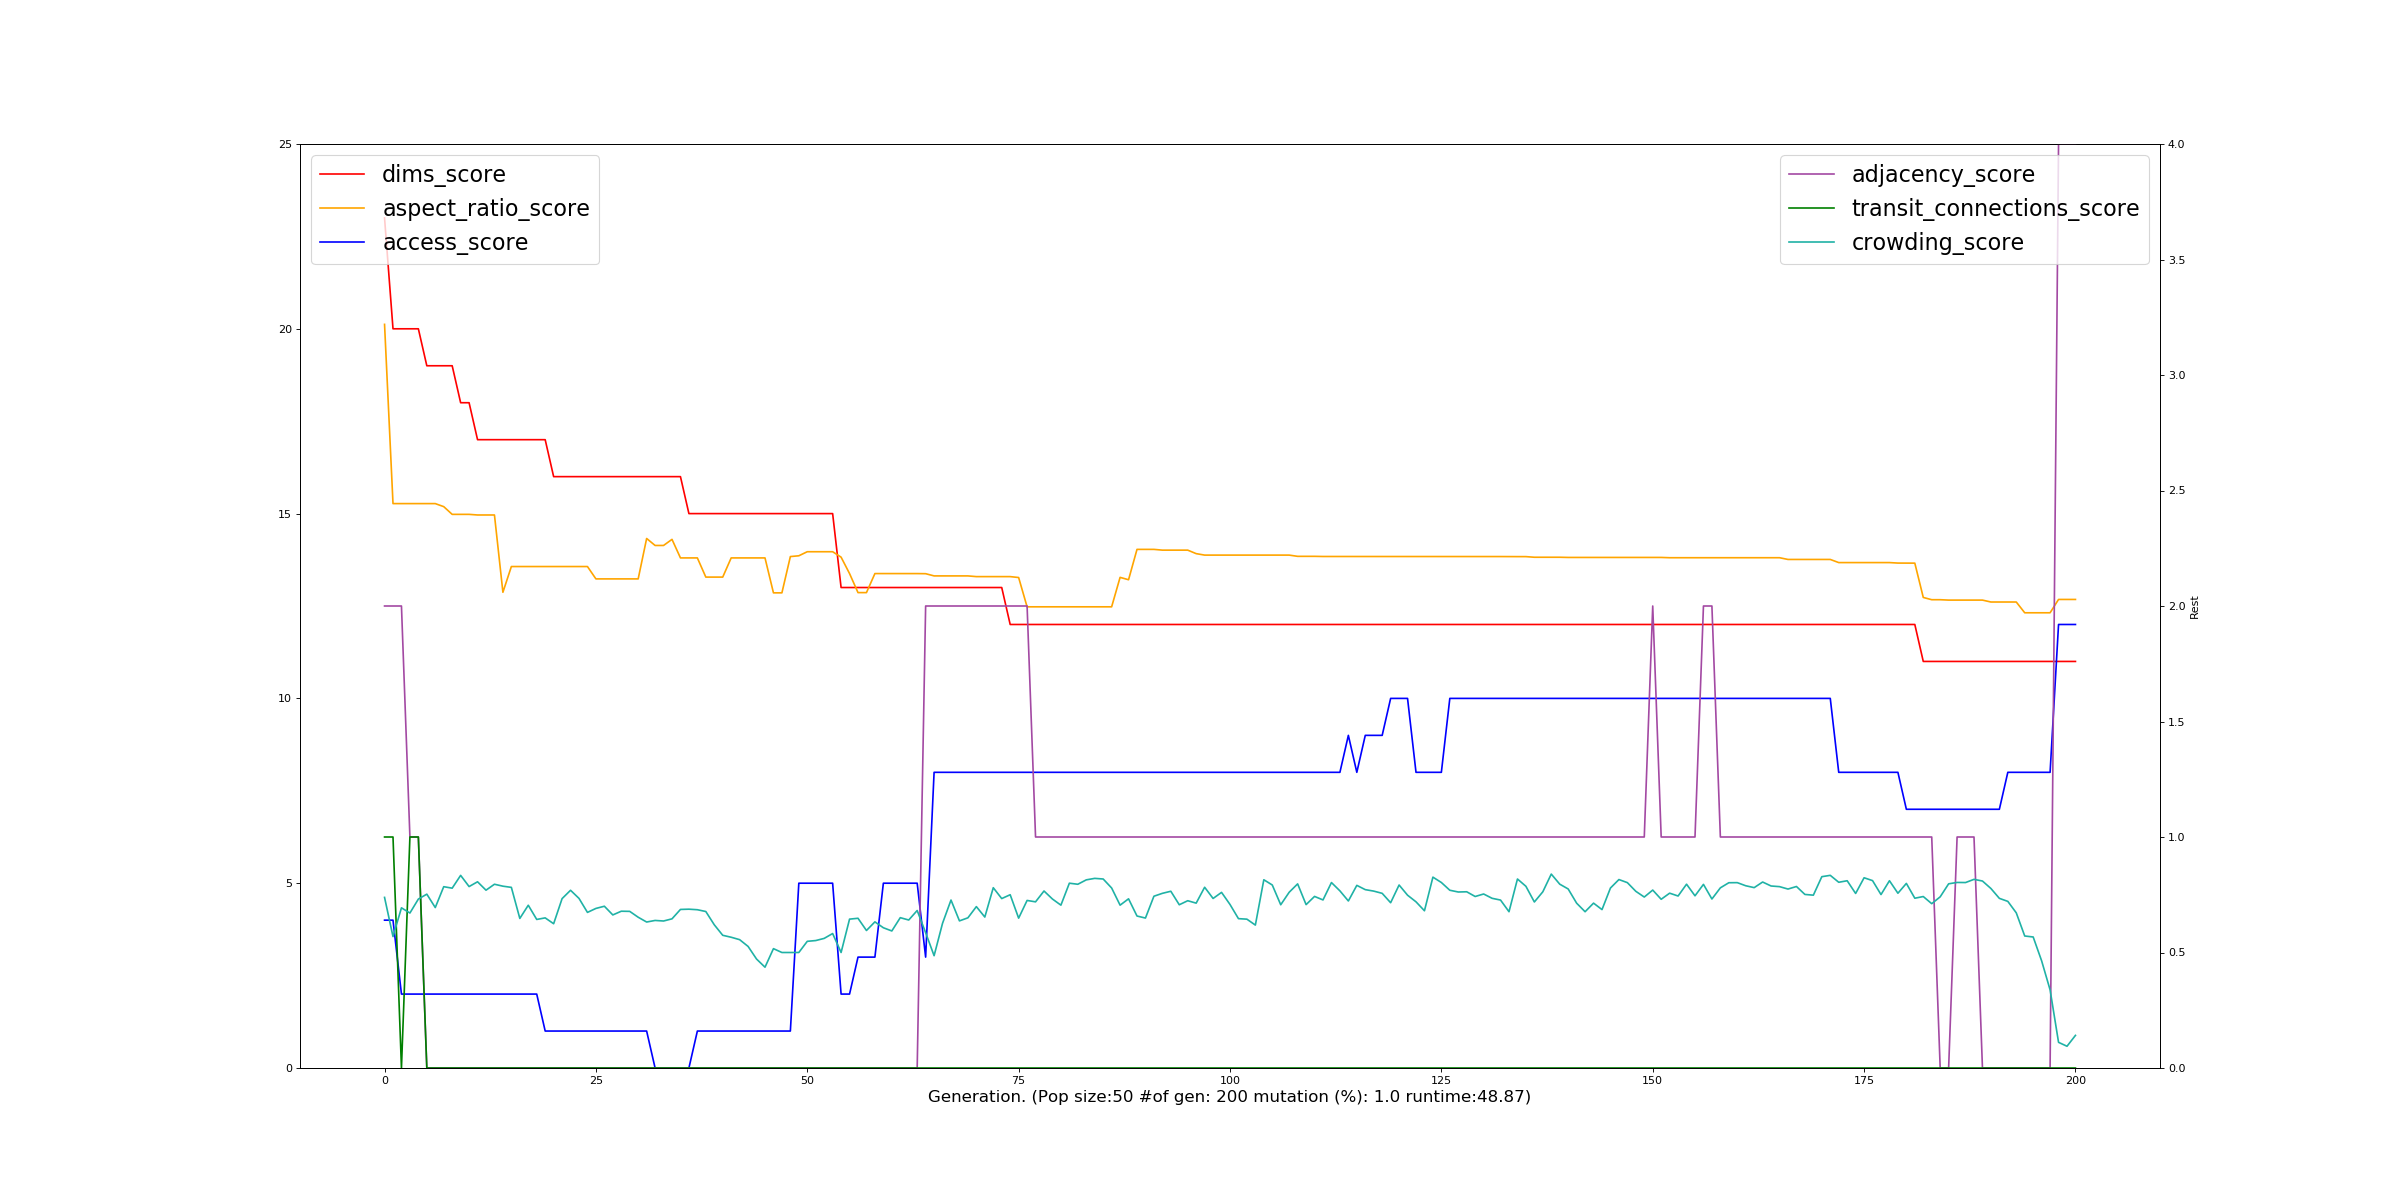 25
20
15
10
5
0
dims_score
aspect_ratio_score
access_score
adjacency_score
transit_connections_score
crowding_score
4.0
3.5
3.0
2.5
2.0
1.5
1.0
0.5
0.0
Rest
0 25 50 75 100 125 150 175 200
Generation. (Pop size:50 #of gen: 200 mutation (%): 1.0 runtime:48.87)